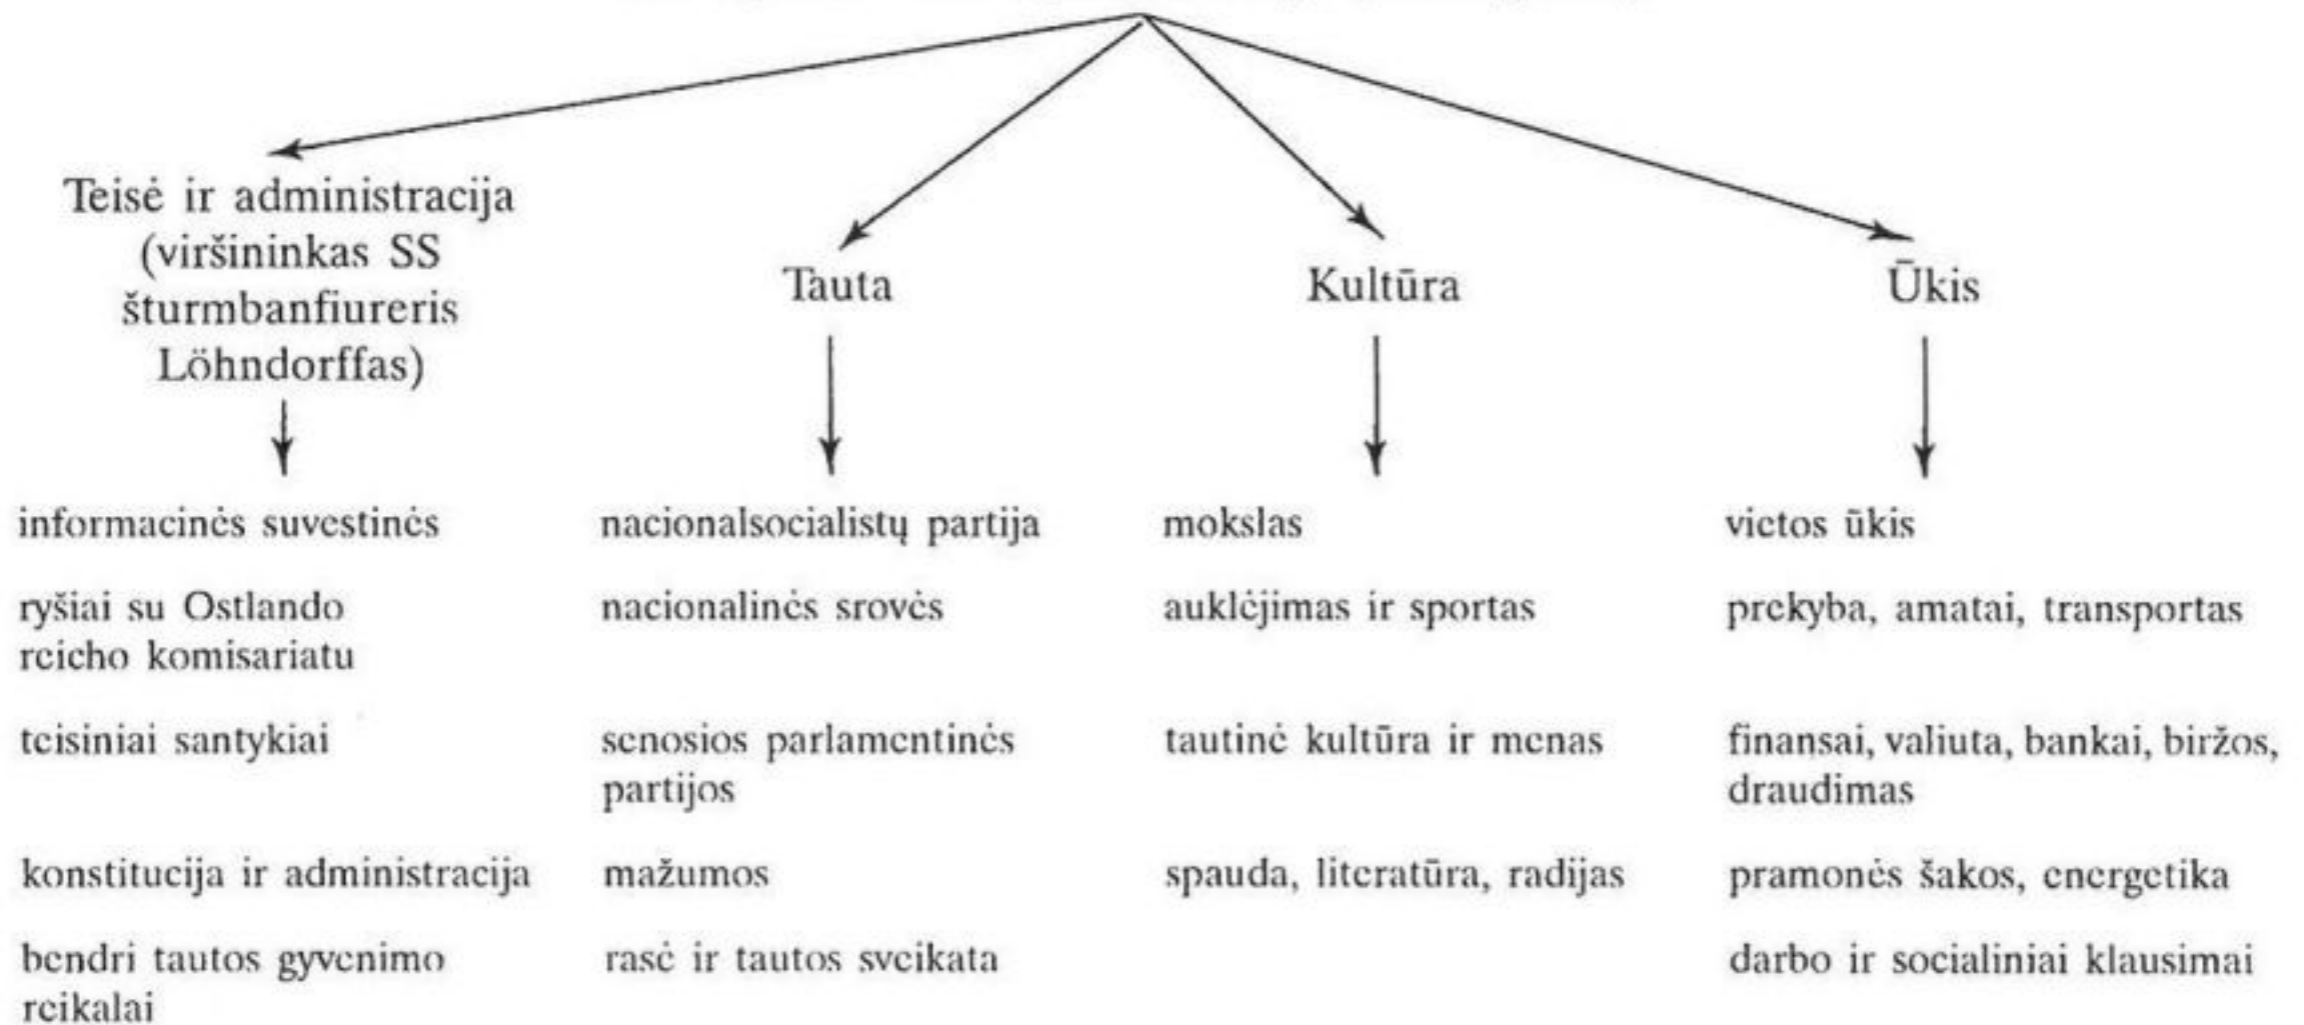 Teisė ir administracija
(viršininkas SS
šturmbanfiureris
Löhndorffas)
Tauta
Kultūra
Ūkis
informacinės suvestinės
ryšiai su Ostlando
reicho komisariatu
teisiniai santykiai
konstitucija ir administracija
bendri tautos gyvenimo
reikalai
nacionalsocialistų partija
nacionalinės srovės
senosios parlamentinės
partijos
mažumos
rasė ir tautos sveikata
mokslas
auklėjimas ir sportas
tautinė kultūra ir menas
spauda, literatūra, radijas
vietos ūkis
prekyba, amatai, transportas
finansai, valiuta, bankai, biržos,
draudimas
pramonės šakos, energetika
darbo ir socialiniai klausimai